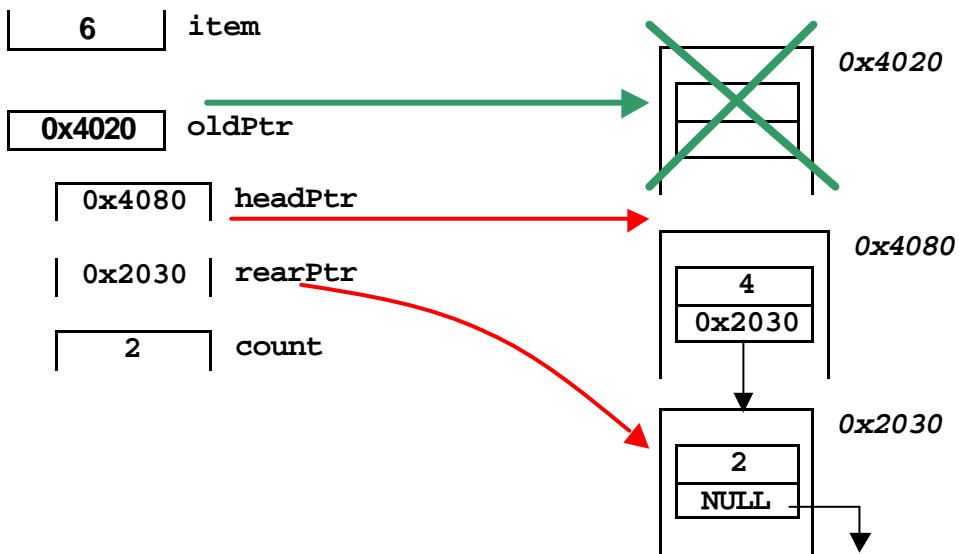 6 item
0x4020
0x4020 oldPtr
0x4080 headPtr
0x4080
0x2030 rearPtr
4
0x2030
2 count
0x2030
2
NULL